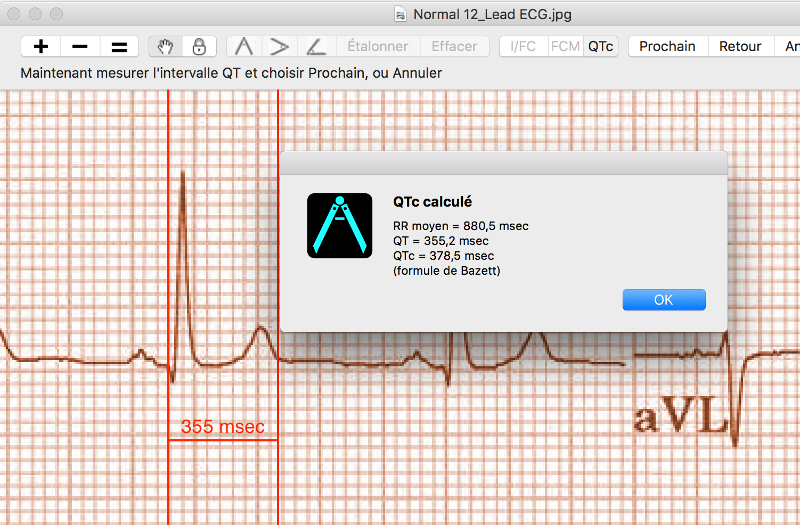 Normal 12_Lead ECG.jpg
Étalonner Effacer I/FC FCM QTc Prochain Retour
Maintenant mesurer l'intervalle QT et choisir Prochain, ou Annuler
QTc calculé
RR moyen = 880,5 msec
QT = 355,2 msec
QTc = 378,5 msec
(formule de Bazett)
OK
355 msec
aVL